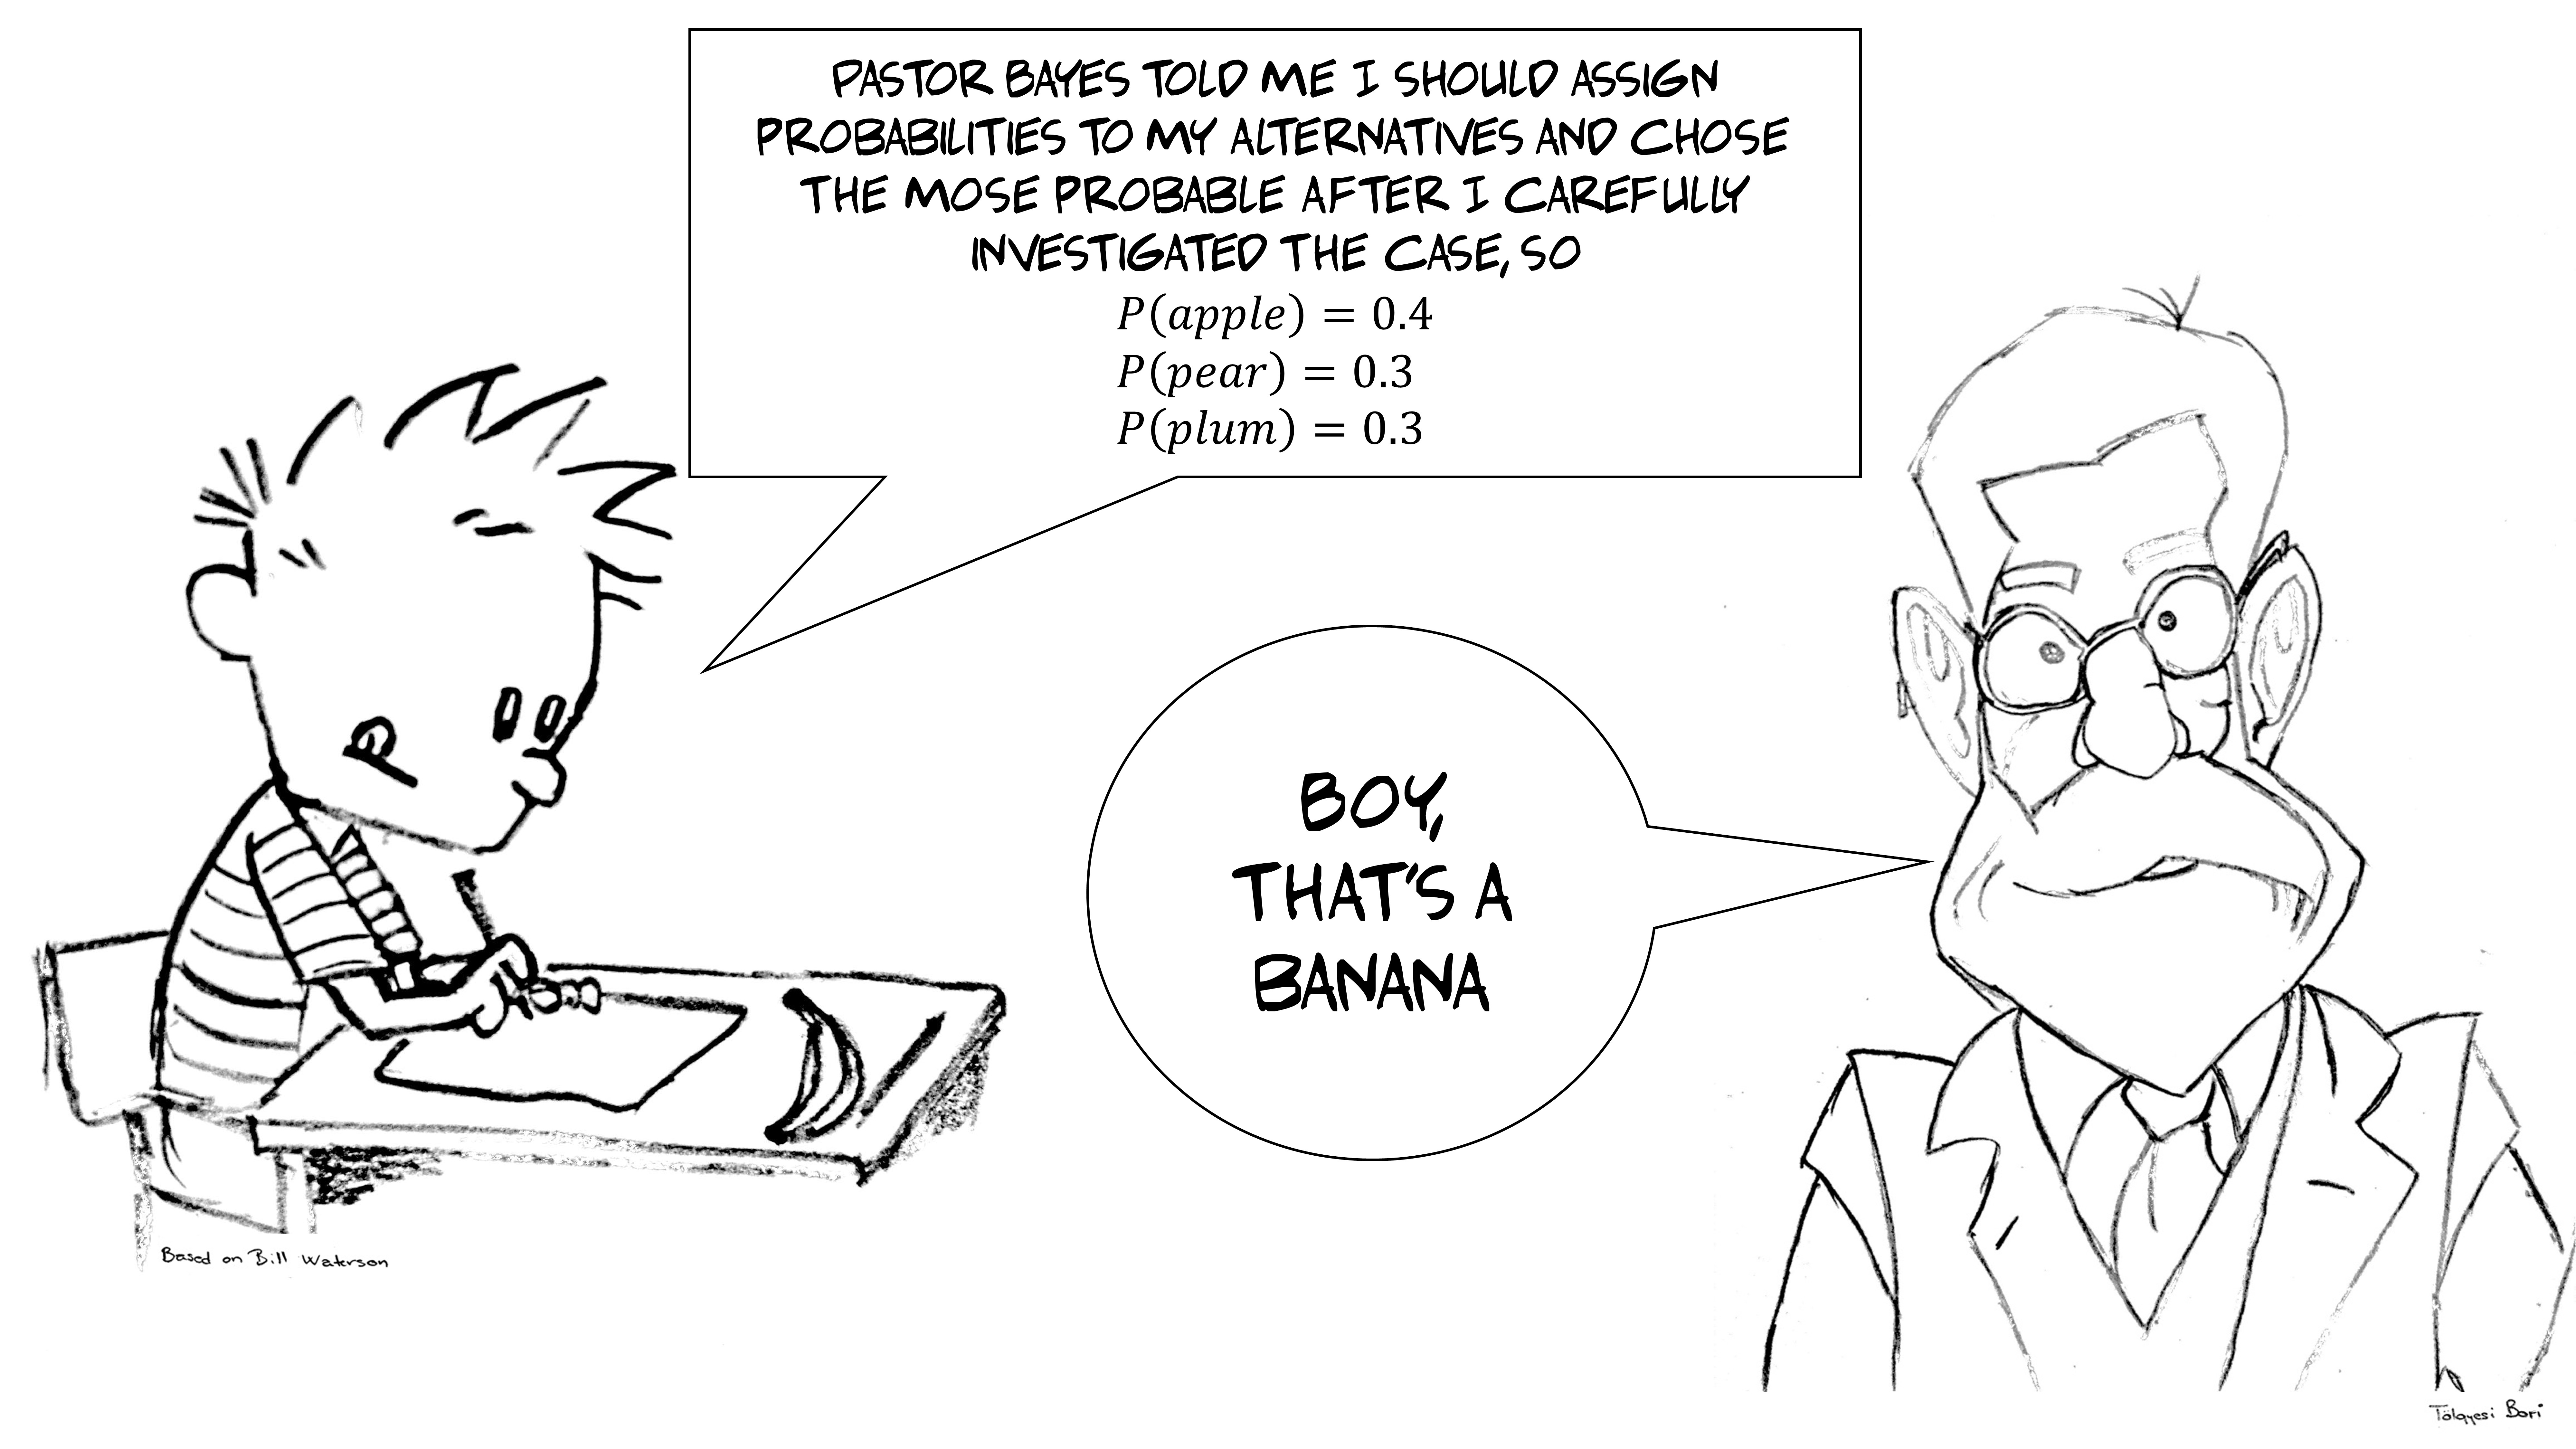 PASTOR BAYES TOLD ME I SHOULD ASSIGN
PROBABILITIES TO MY ALTERNATIVES AND CHOSE
THE MOSE PROBABLE AFTER I CAREFULLY
INVESTIGATED THE CASE, SO
P(apple) = 0.4
P(pear) = 0.3
P(plum) = 0.3
BOY,
THAT'S A
BANANA
Based on Bill Waterson
Tölgyesi Bori